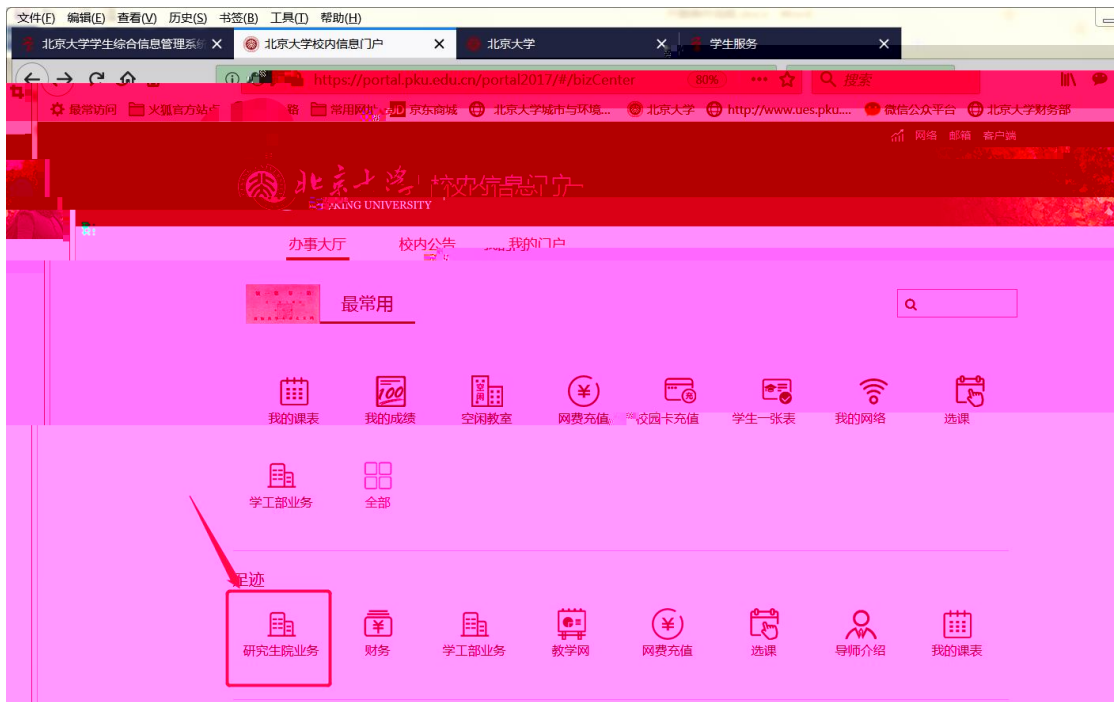 文件(F) 编辑(E) 查看(V) 历史(S) 书签(B) 工具(T) 帮助(H)
北京大学学生综合信息管理系统 北京大学校内信息门户 北京大学 学生服务
https://portal.pku.edu.cn/portal2017/#/bizCenter 80% 搜索
最常访问 火狐官方站点 常用网址 JD 京东商城 北京大学城市与环境... 北京大学 http://www.ues.pku.... 微信公众平台 北京大学财务部
网络 邮箱 客户端
北京大学 校内信息门户
PEKING UNIVERSITY
办事大厅 校内公告 我的门户
最常用
我的课表 我的成绩 空闲教室 网费充值 校园卡充值 学生一张表 我的网络 选课
学工部业务 全部
足迹
研究生院业务 财务 学工部业务 教学网 网费充值 选课 导师介绍 我的课表